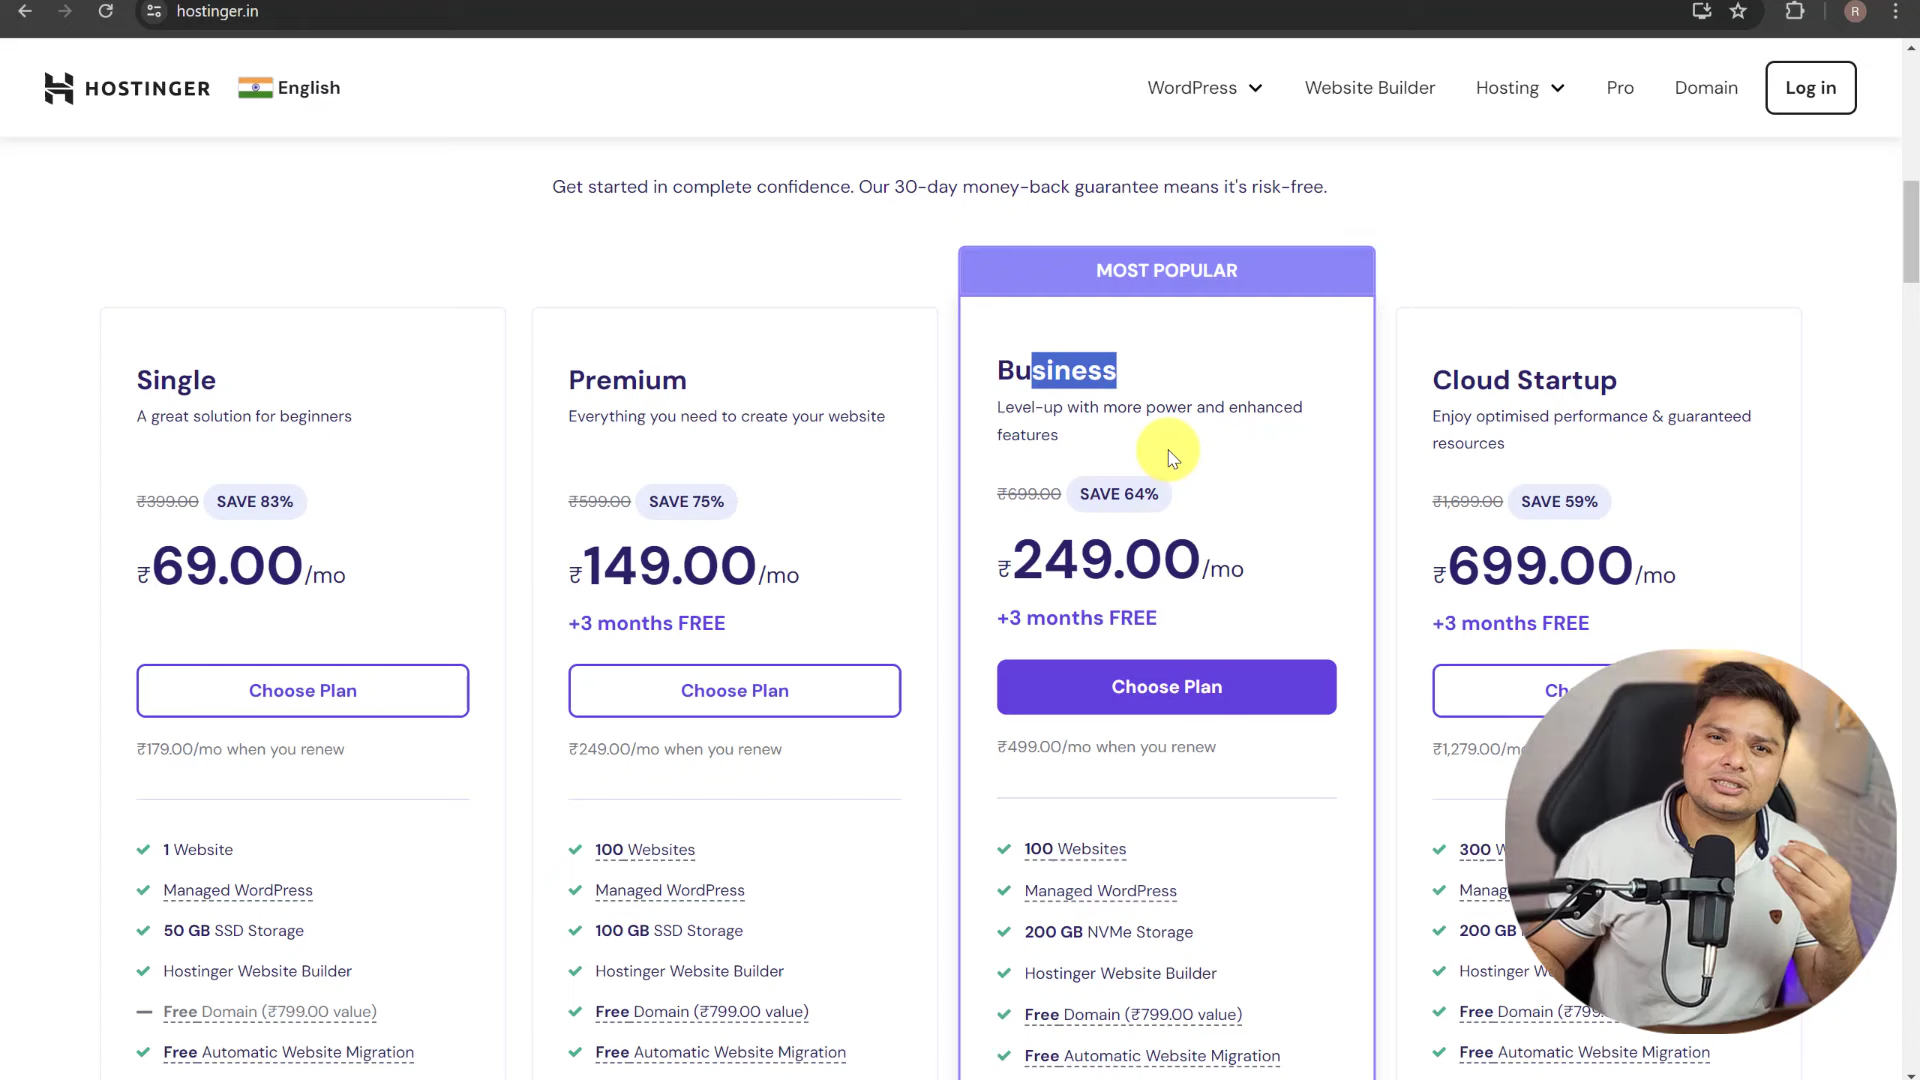 hostinger.in
R
HOSTINGER
English
WordPress
Website Builder
Hosting
Pro
Domain
Log in
Get started in complete confidence. Our 30-day money-back guarantee means it's risk-free.
MOST POPULAR
Single
A great solution for beginners
₹399.00 SAVE 83%
₹69.00/mo
Choose Plan
₹179.00/mo when you renew
1 Website
Managed WordPress
50 GB SSD Storage
Hostinger Website Builder
Free Domain (₹799.00 value)
Free Automatic Website Migration
Premium
Everything you need to create your website
₹599.00 SAVE 75%
₹149.00/mo
+3 months FREE
Choose Plan
₹249.00/mo when you renew
100 Websites
Managed WordPress
100 GB SSD Storage
Hostinger Website Builder
Free Domain (₹799.00 value)
Free Automatic Website Migration
Business
Level-up with more power and enhanced
features
₹699.00 SAVE 64%
₹249.00/mo
+3 months FREE
Choose Plan
₹499.00/mo when you renew
100 Websites
Managed WordPress
200 GB NVMe Storage
Hostinger Website Builder
Free Domain (₹799.00 value)
Free Automatic Website Migration
Cloud Startup
Enjoy optimised performance & guaranteed
resources
₹1,699.00 SAVE 59%
₹699.00/mo
+3 months FREE
Ch
₹1,279.00/m
300 W
Manag
200 GB
Hostinger W
Free Domain (₹799.
Free Automatic Website Migration